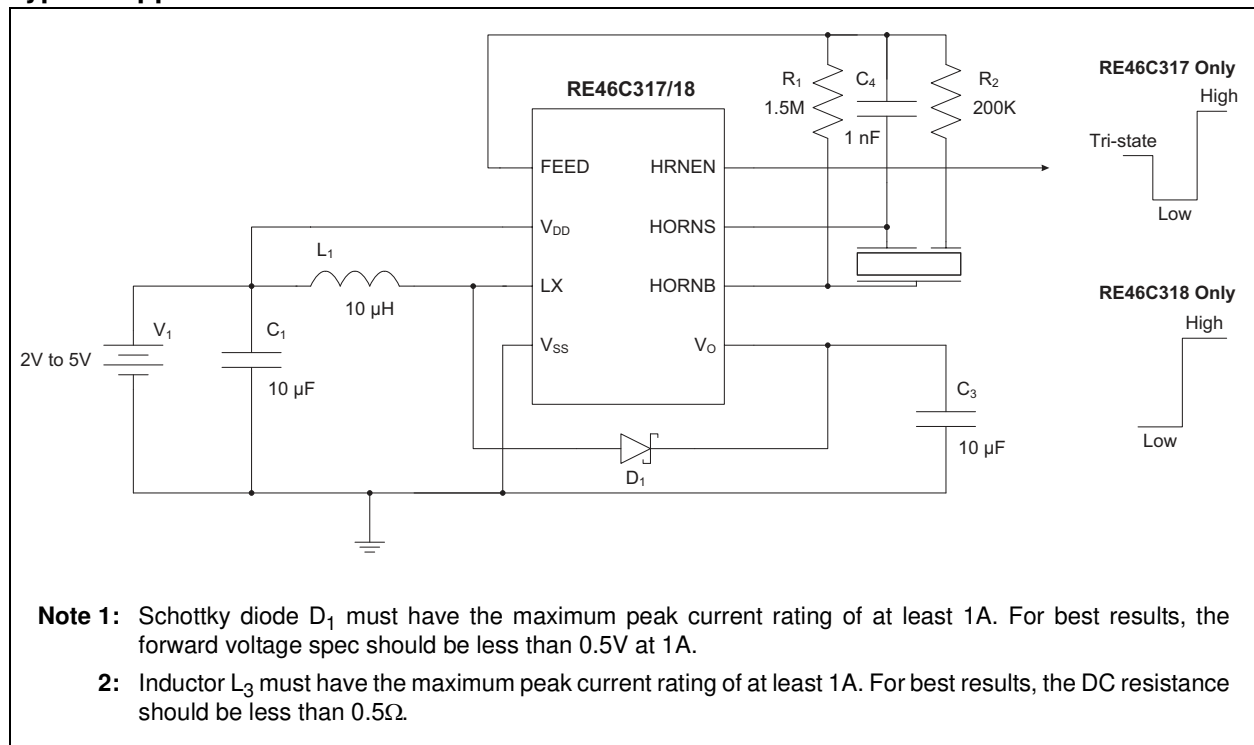 RE46C317/18
R1
1.5M
C4
1 nF
R2
200K
RE46C317 Only
High
Tri-state
Low
FEED
HRNEN
VDD
HORNS
L1
10 µH
LX
HORNB
RE46C318 Only
High
Low
V1
2V to 5V
C1
10 µF
VSS
VO
C3
10 µF
D1
Note 1: Schottky diode D1 must have the maximum peak current rating of at least 1A. For best results, the
forward voltage spec should be less than 0.5V at 1A.
2: Inductor L3 must have the maximum peak current rating of at least 1A. For best results, the DC resistance
should be less than 0.5Ω.